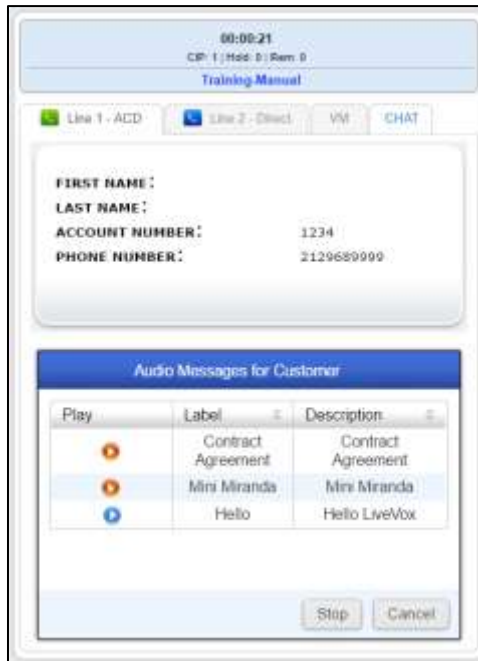 00:00:21
CIP: 1 | Hold: 0 | Rem: 0
Training-Manual
Line 1 - ACD Line 2 - Direct VM CHAT
FIRST NAME:
LAST NAME:
ACCOUNT NUMBER: 1234
PHONE NUMBER: 2129689999
Audio Messages for Customer
Play Label Description
Contract Agreement Contract Agreement
Mini Miranda Mini Miranda
Hello Hello LiveVox
Stop Cancel